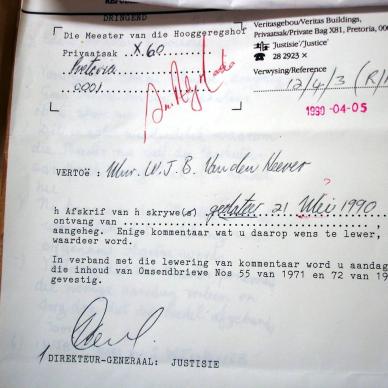 DRINGEND
Die Meester van die Hooggeregshof
Privaatsak X60
Pretoria
0001
Veritasgebou/Veritas Buildings,
Privaatsak/Private Bag X81, Pretoria, 00
'Justisie'/'Justice'
28 2923 ×
Verwysing/Reference
12/4/3 (R/
1990 -04- 05
VERTOË : Mnr. W.J.B. Van den Heever
'n Afskrif van 'n skrywe(s) gedateer 21 Mei 1990
ontvang van
aangeheg. Enige kommentaar wat u daarop wens te lewer,
waardeer word.
In verband met die lewering van kommentaar word u aandag
die inhoud van Omsendbriewe Nos 55 van 1971 en 72 van 19
gevestig.
DIREKTEUR-GENERAAL: JUSTISIE